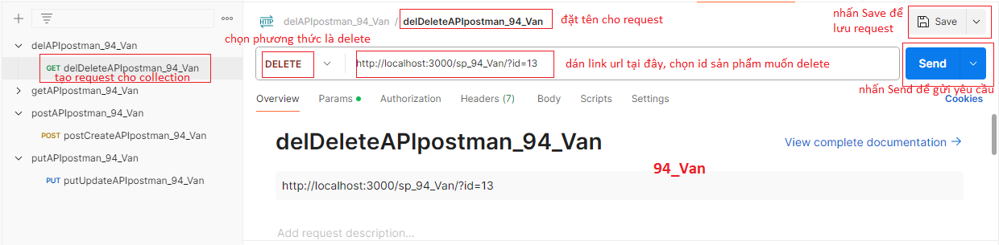 delAPIpostman_94_Van
GET delDeleteAPIpostman_94_Van
tạo request cho collection
getAPIpostman_94_Van
postAPIpostman_94_Van
POST postCreateAPIpostman_94_Van
putAPIpostman_94_Van
PUT putUpdateAPIpostman_94_Van
HTTP delAPIpostman_94_Van / delDeleteAPIpostman_94_Van đặt tên cho request
nhấn Save để
lưu request
Save
chọn phương thức là delete
DELETE http://localhost:3000/sp_94_Van/?id=13 dán link url tại đây, chọn id sản phẩm muốn delete
Send
nhấn Send để gửi yêu cầu
Overview Params Authorization Headers (7) Body Scripts Settings Cookies
delDeleteAPIpostman_94_Van
View complete documentation →
94_Van
http://localhost:3000/sp_94_Van/?id=13
Add request description...